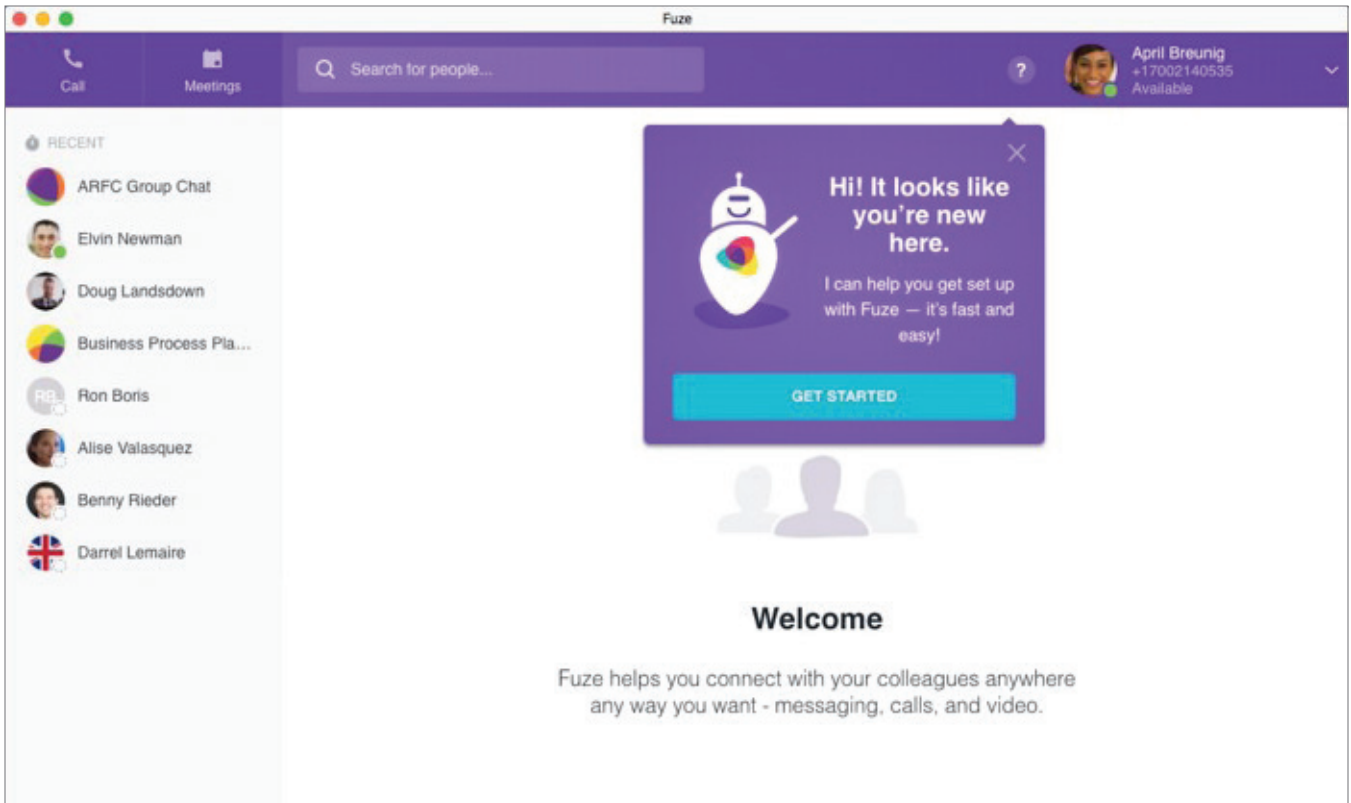 Fuze
Call
Meetings
Search for people...
?
April Breunig
+17002140535
Available
RECENT
ARFC Group Chat
Elvin Newman
Doug Landsdown
Business Process Pla...
RB
Ron Boris
Alise Valasquez
Benny Rieder
Darrel Lemaire
Hi! It looks like
you're new
here.
I can help you get set up
with Fuze — it's fast and
easy!
GET STARTED
Welcome
Fuze helps you connect with your colleagues anywhere
any way you want - messaging, calls, and video.